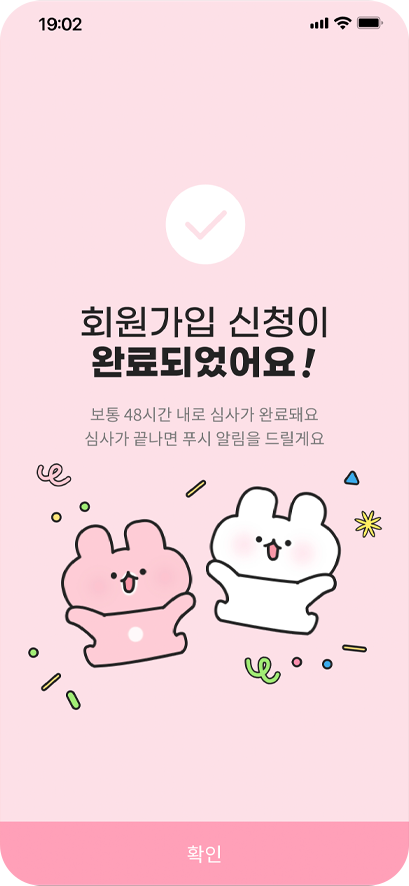 19:02
회원가입 신청이
완료되었어요!
보통 48시간 내로 심사가 완료돼요
심사가 끝나면 푸시 알림을 드릴게요
확인